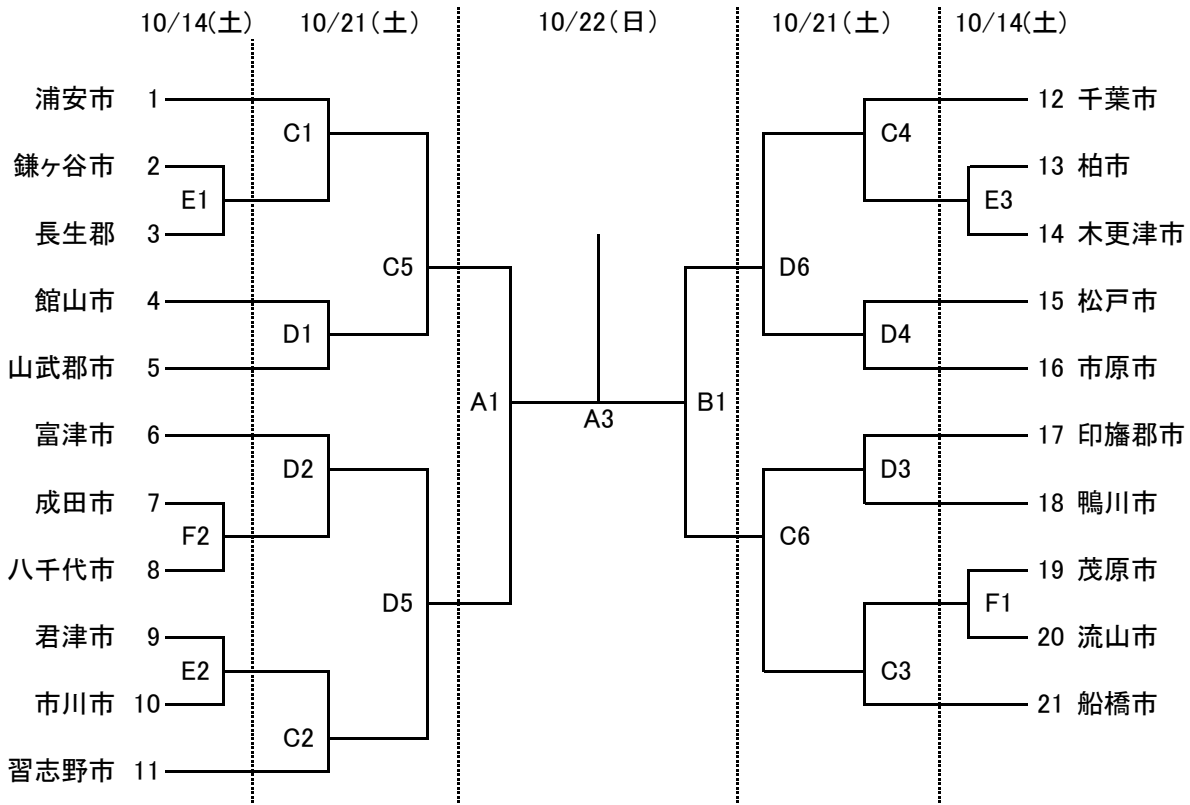 10/14(土) 10/21(土) 10/22(日) 10/21(土) 10/14(土)
浦安市 1 12 千葉市
C1 C4
鎌ヶ谷市 2 13 柏市
E1 E3
長生郡 3 14 木更津市
C5 D6
館山市 4 15 松戸市
D1 D4
山武郡市 5 16 市原市
A1 A3 B1
富津市 6 17 印旛郡市
D2 D3
成田市 7 18 鴨川市
F2 C6
八千代市 8 19 茂原市
D5 F1
君津市 9 20 流山市
E2 C3
市川市 10 21 船橋市
C2
習志野市 11